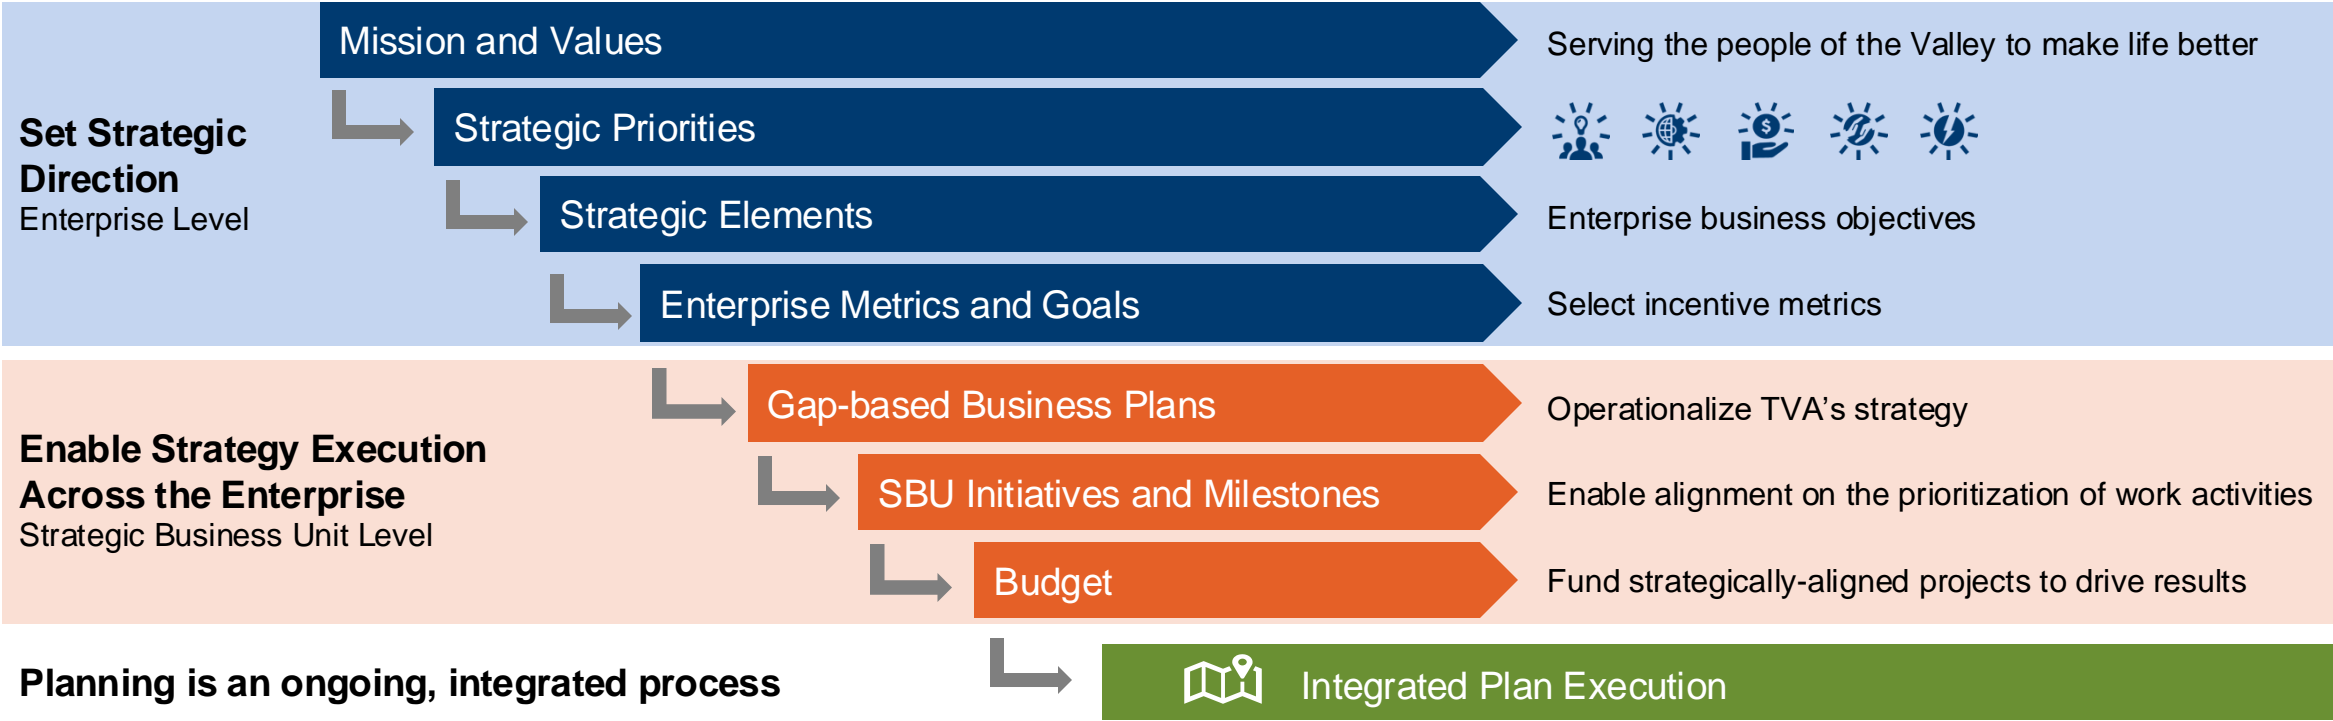 Mission and Values
Serving the people of the Valley to make life better
Set Strategic
Direction
Enterprise Level
Strategic Priorities
Strategic Elements
Enterprise business objectives
Enterprise Metrics and Goals
Select incentive metrics
Enable Strategy Execution
Across the Enterprise
Strategic Business Unit Level
Gap-based Business Plans
Operationalize TVA’s strategy
SBU Initiatives and Milestones
Enable alignment on the prioritization of work activities
Budget
Fund strategically-aligned projects to drive results
Planning is an ongoing, integrated process
Integrated Plan Execution